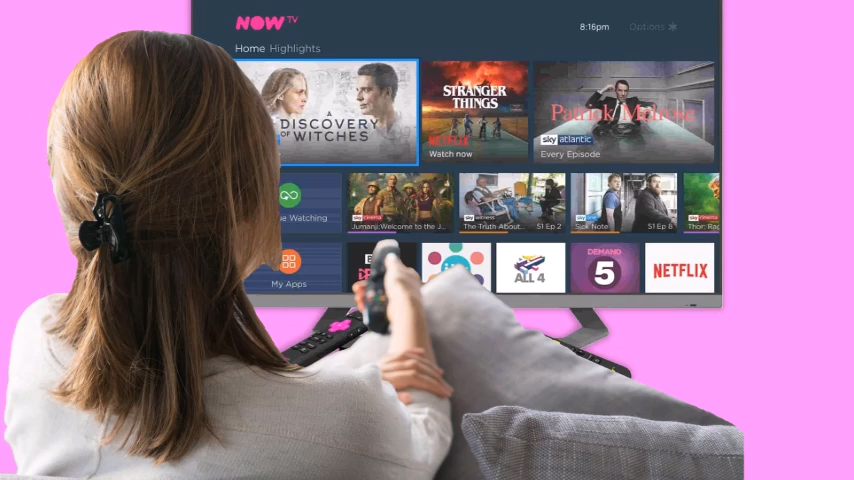 NOW TV
8:16pm
Options
Home Highlights
A
DISCOVERY
OF WITCHES
STRANGER
THINGS
NETFLIX
Watch now
Patrick Melrose
sky atlantic
Every Episode
ue Watching
sky cinema
Jumanji: Welcome to the J...
sky witness
The Truth About...
S1 Ep 2
sky
Sick Note
S1 Ep 6
sky cinema
Thor: Rag
My Apps
B
ALL 4
DEMAND
5
NETFLIX